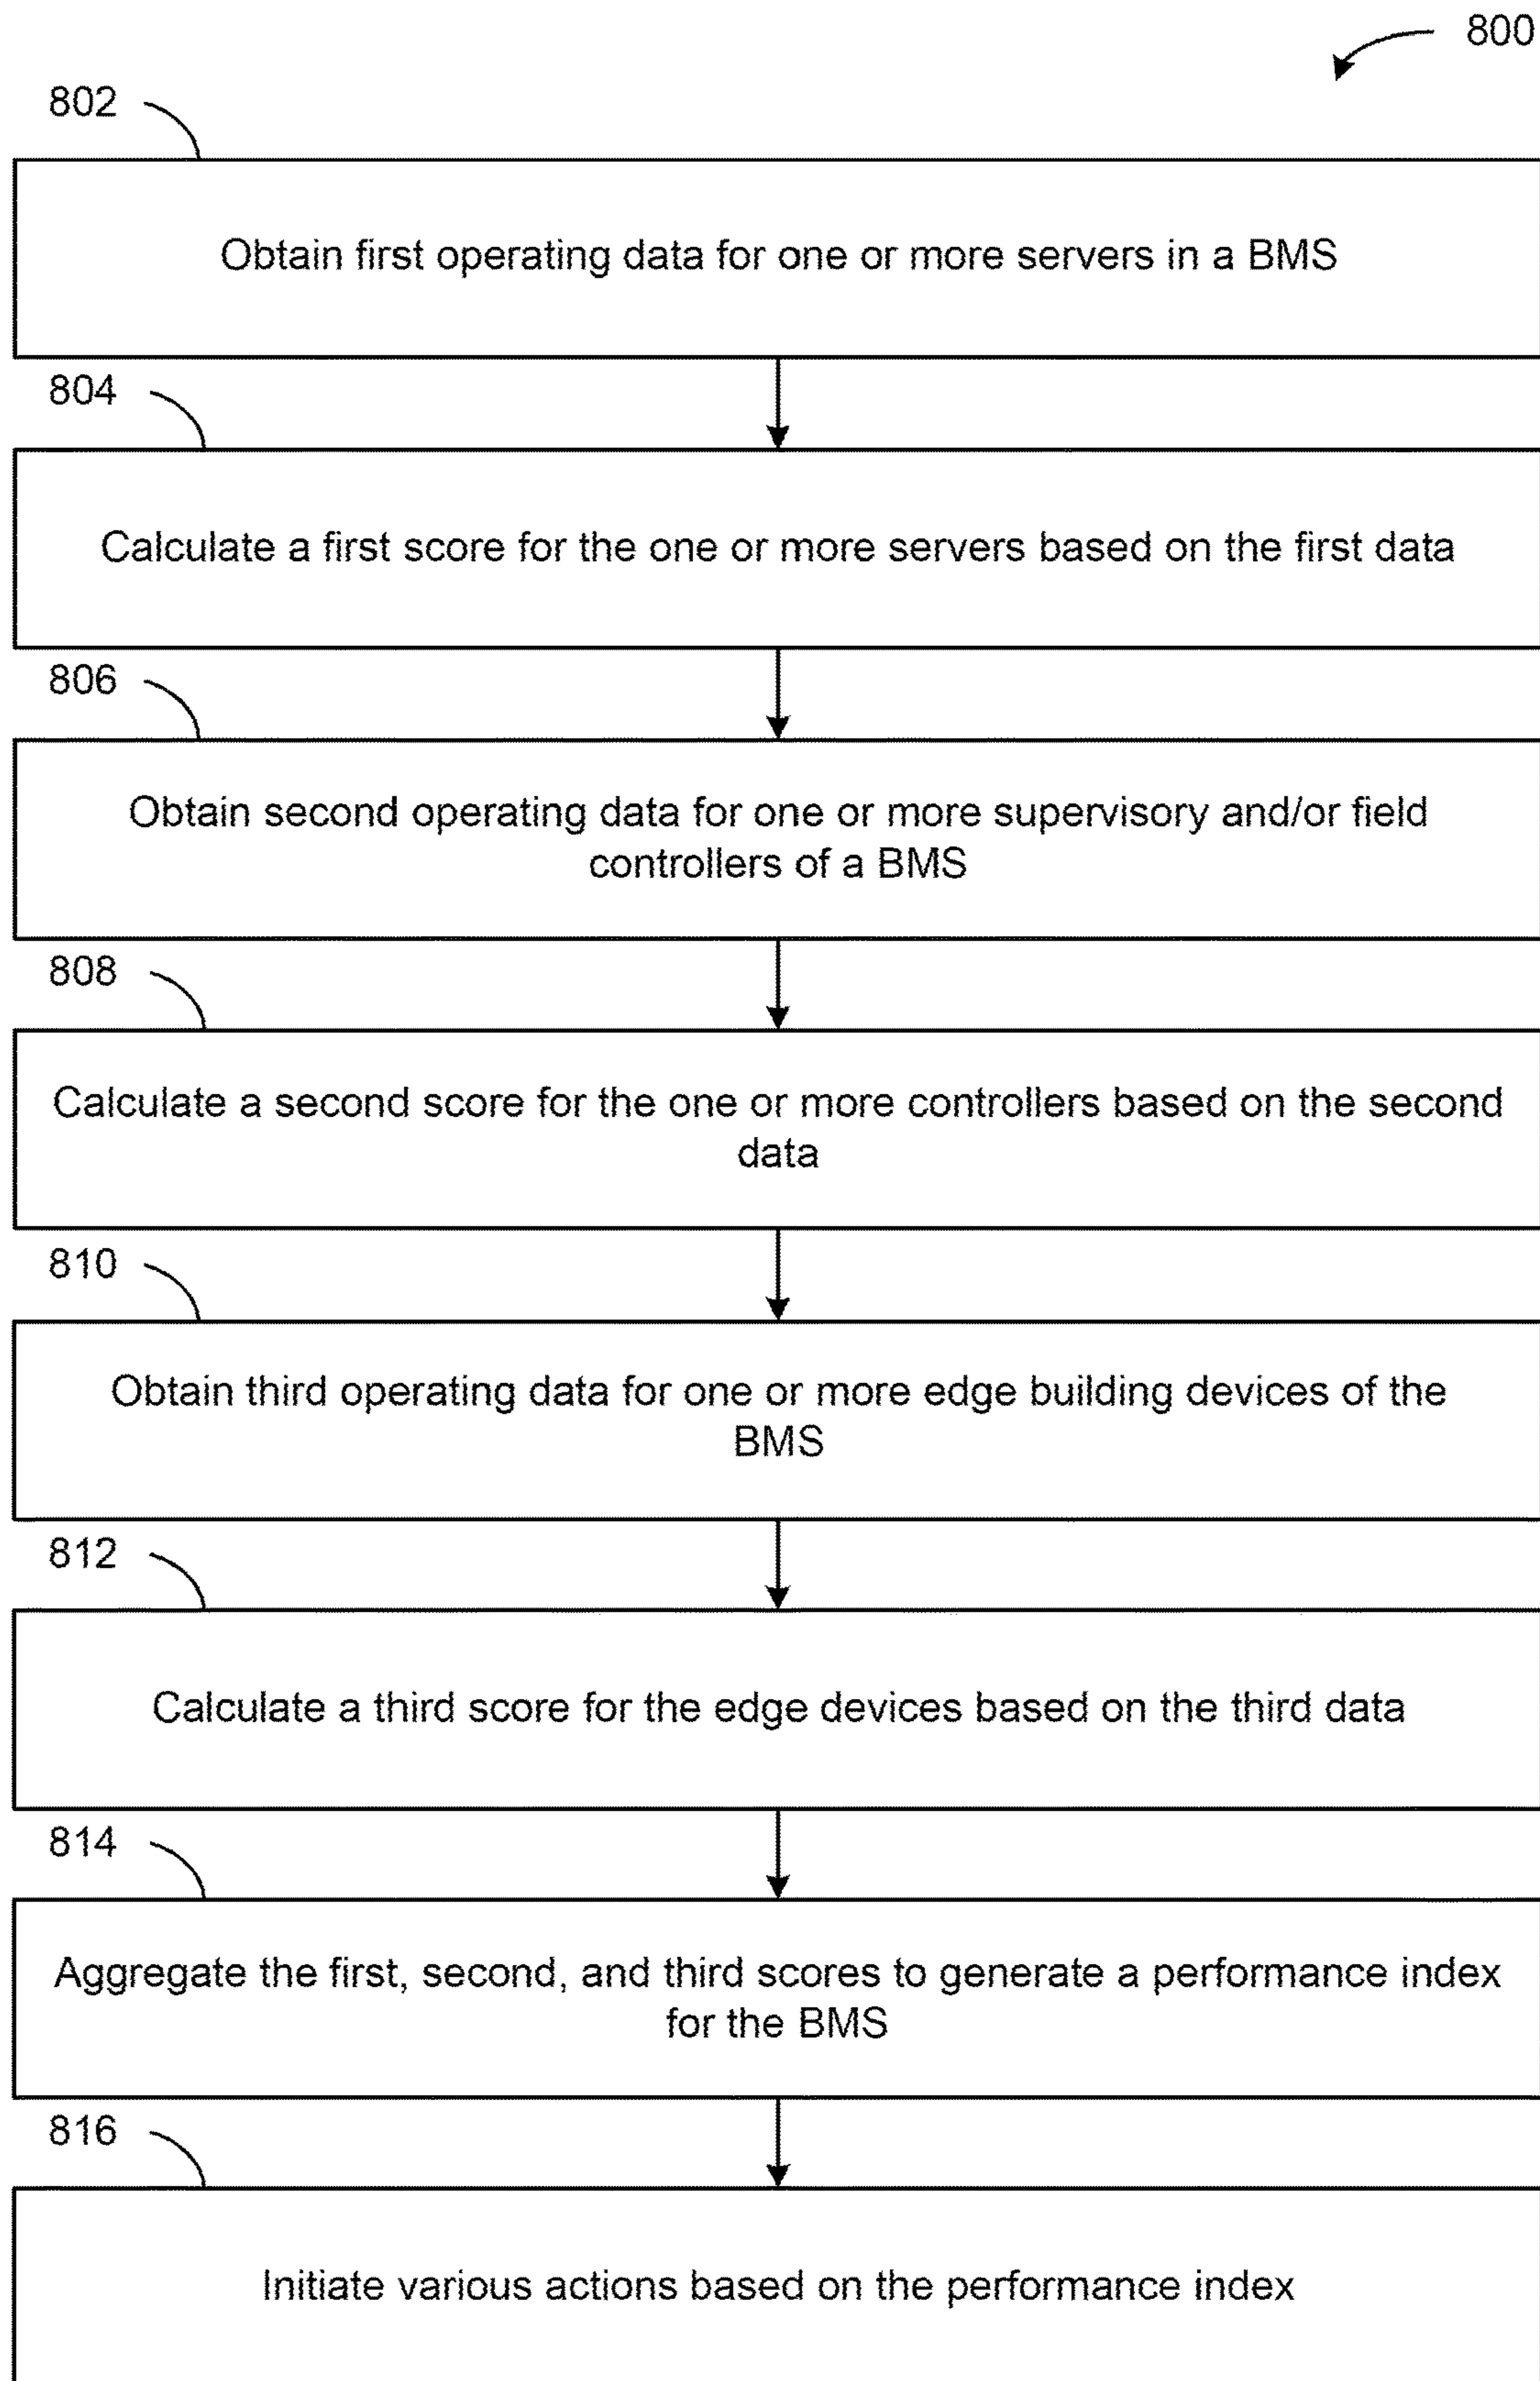 800
802
Obtain first operating data for one or more servers in a BMS
804
Calculate a first score for the one or more servers based on the first data
806
Obtain second operating data for one or more supervisory and/or field
controllers of a BMS
808
Calculate a second score for the one or more controllers based on the second
data
810
Obtain third operating data for one or more edge building devices of the
BMS
812
Calculate a third score for the edge devices based on the third data
814
Aggregate the first, second, and third scores to generate a performance index
for the BMS
816
Initiate various actions based on the performance index